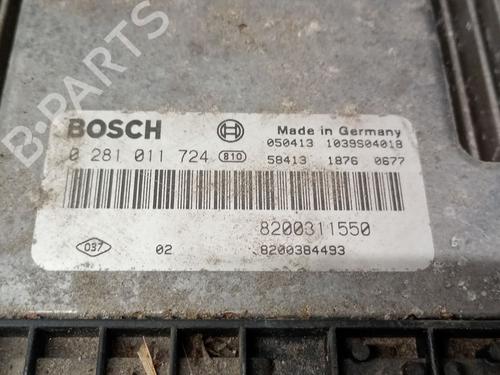 B-PARTS
BOSCH
Made in Germany
0 281 011 724 810
050413 1039S04018
58413 1876 0677
8200311550
037 02 8200384493